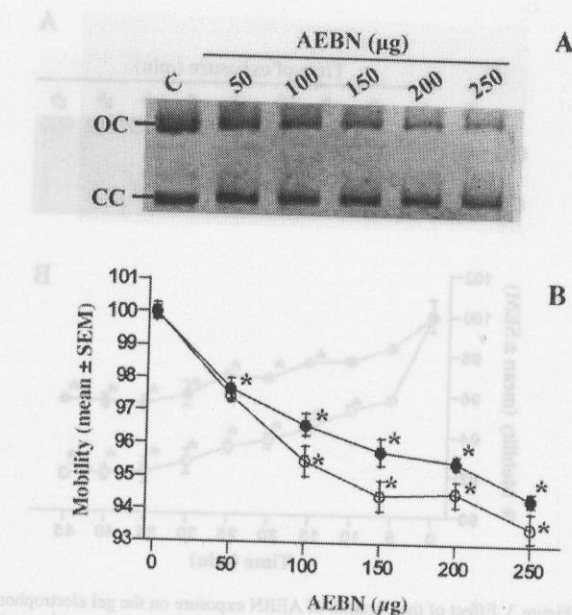 AEBN (µg)
A
C 50 100 150 200 250
OC
CC
B
Mobility (mean ± SEM)
101
100
99
98
97
96
95
94
93
* * * * *
* * * *
0 50 100 150 200 250
AEBN (µg)